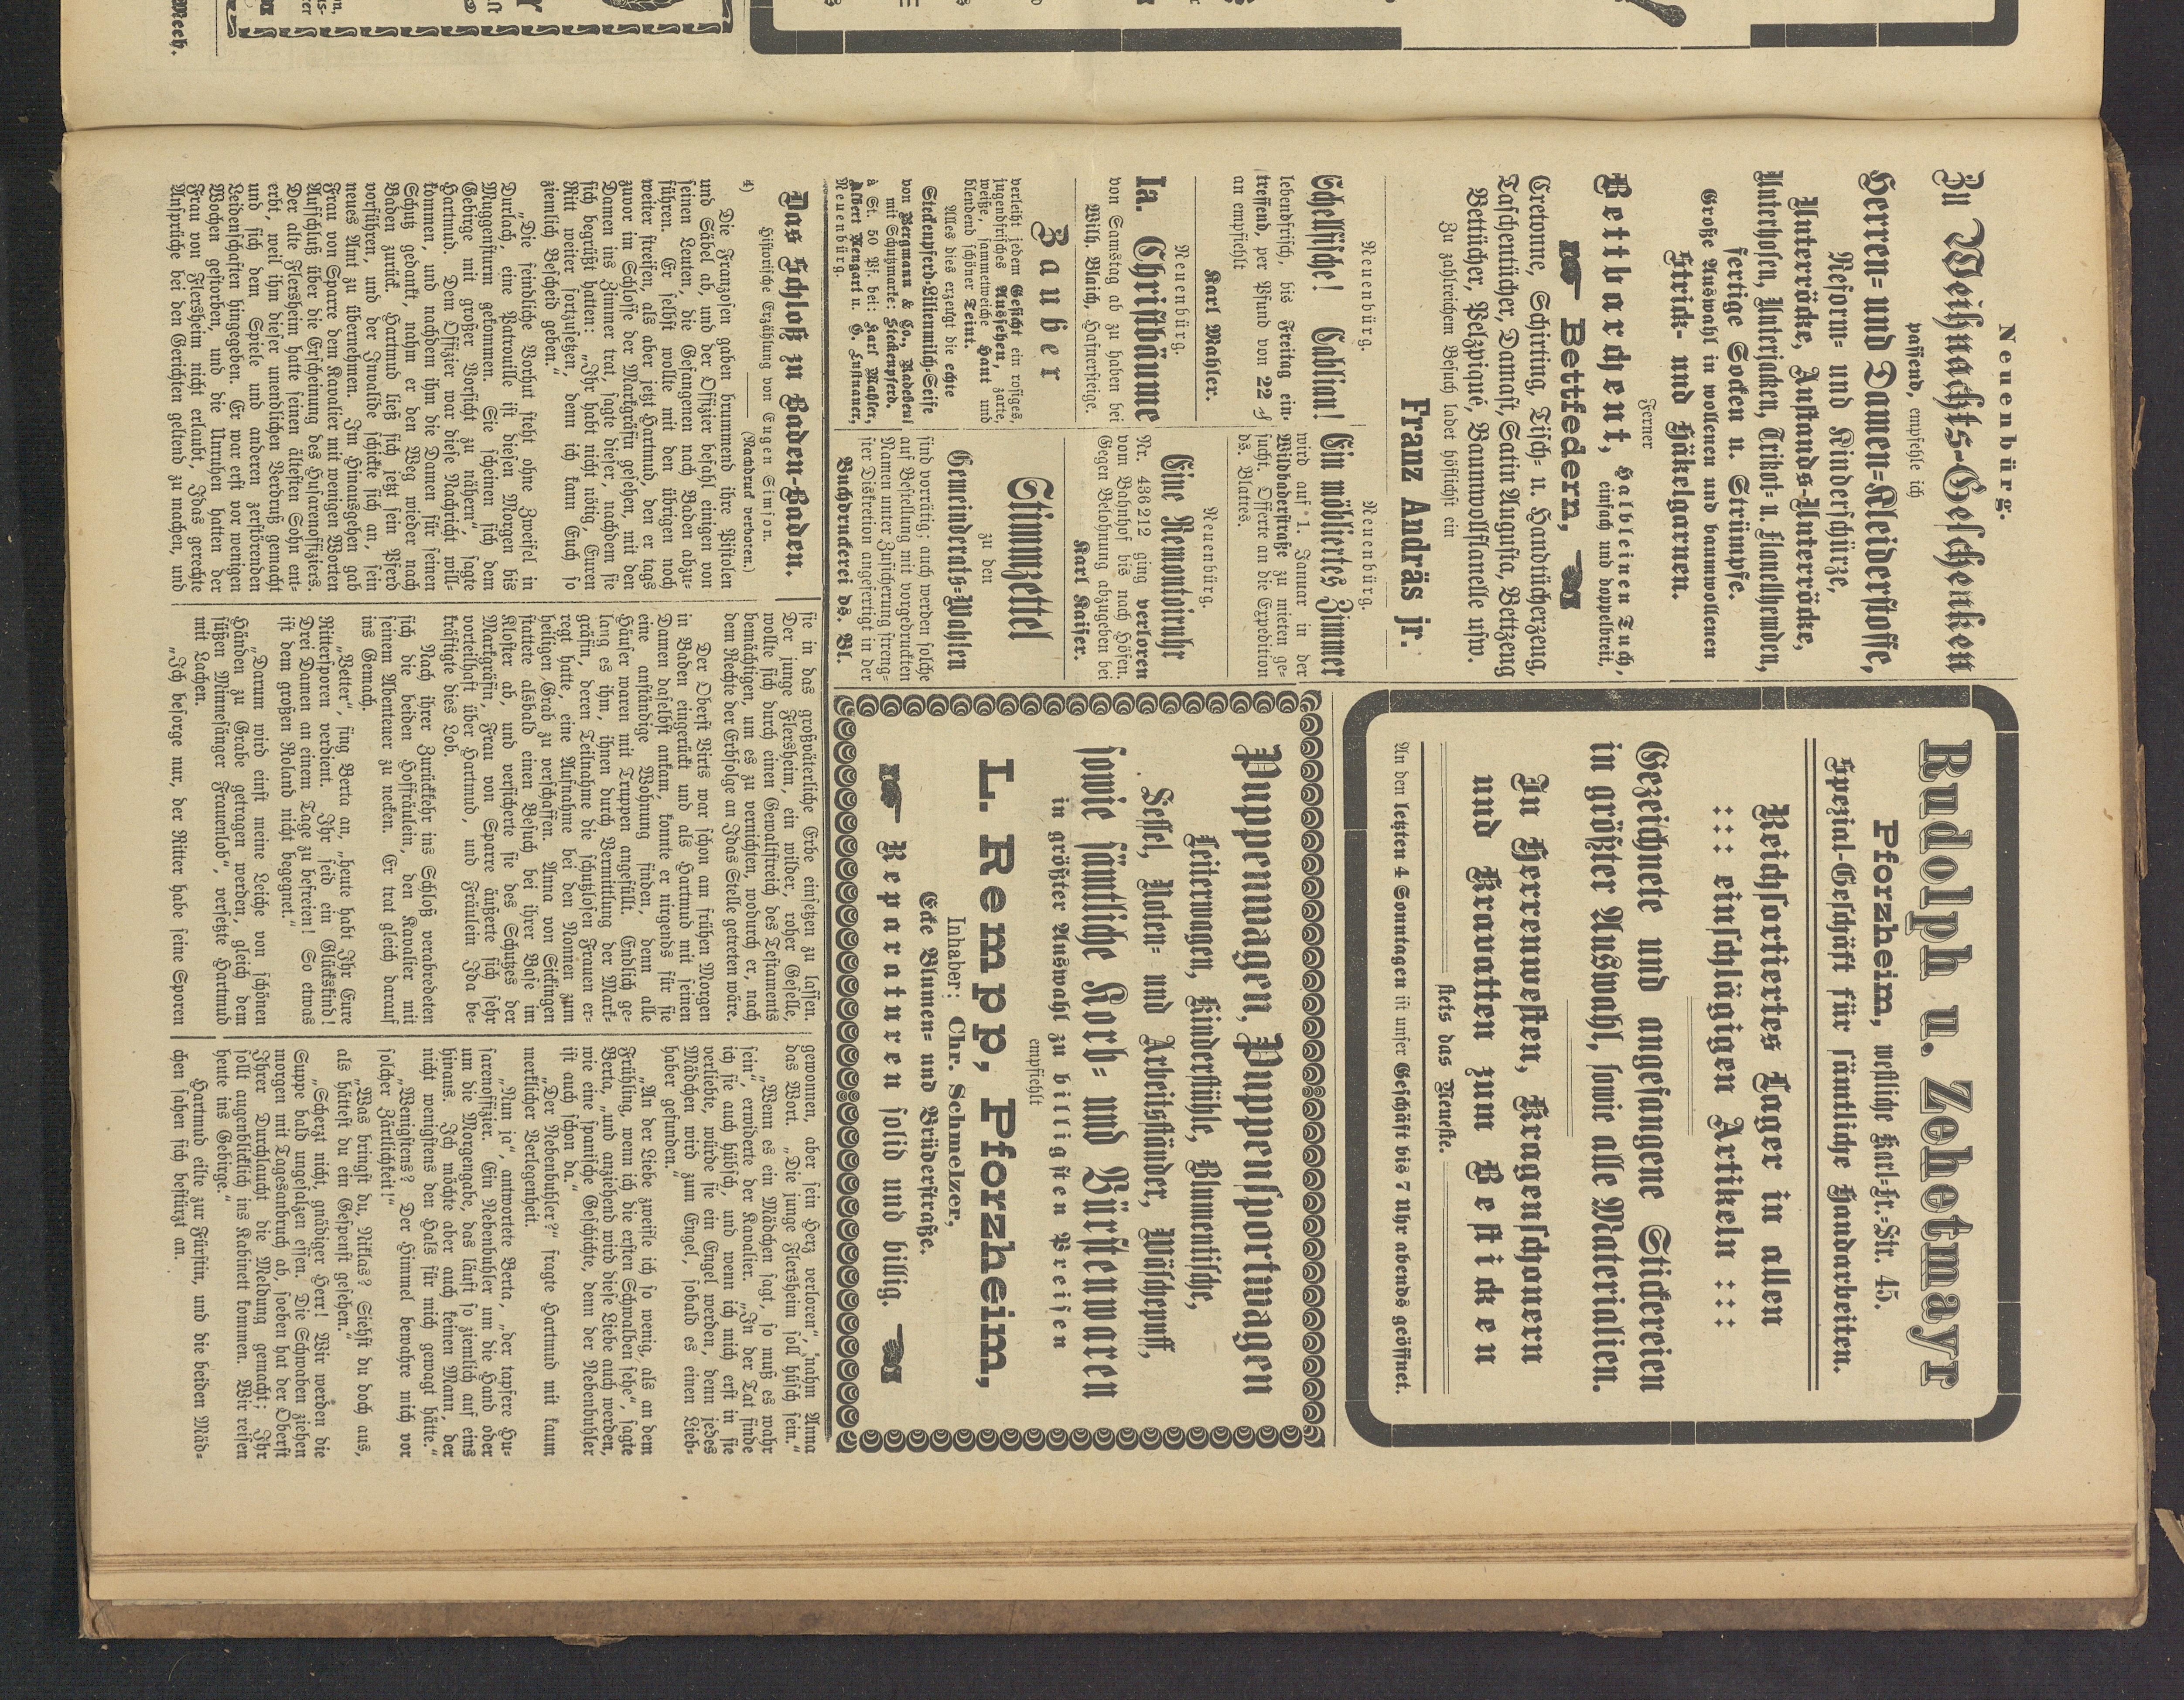 Neuenbürg.
Zu Weihnachts-Geschenken
passend, empfehle ich
Herren- und Damen-Kleiderstoffe,
Reform- und Kinderschürze,
Unterröcke, Anstands-Unterröcke,
Unterhosen, Unterjacken, Trikot- u. Flanellhemden,
fertige Socken u. Strümpfe.
Große Auswahl in wollenen und baumwollenen
Strick- und Häkelgarnen.
Ferner
Bettbarchent, Halbleinen Tuch,
einfach und doppelbreit,
Bettfedern,
Cretonne, Schirting, Tisch- u. Handtücherzeug,
Taschentücher, Damast, Satin Augusta, Bettzeug
Bettücher, Pelzpiqué, Baumwollflanelle usw.
Zu zahlreichem Besuch ladet höflichst ein
Franz Andräs jr.
Neuenbürg.
Schellfische! Cablian!
lebendfrisch, bis Freitag ein-
treffend, per Pfund von 22 ₰
an empfiehlt
Karl Mahler.
Neuenbürg.
Ia. Christbäume
von Samstag ab zu haben bei
Wilh. Blaich, Hafnersteige.
Zauber
verleiht jedem Gesicht ein rosiges,
jugendfrisches Aussehen, zarte,
weiße, sammetweiche Haut und
blendend schöner Teint.
Alles dies erzeugt die echte
Steckenpferd-Lilienmilch-Seife
von Bergmann & Co., Radebeul
mit Schutzmarke: Steckenpferd.
à St. 50 Pf. bei: Karl Mahler,
Albert Neugart u. G. Lustnauer,
Neuenbürg.
Neuenbürg.
Ein möbliertes Zimmer
wird auf 1. Januar in der
Wildbaderstraße zu mieten ge-
sucht. Offerte an die Expedition
ds. Blattes.
Neuenbürg.
Eine Remontoiruhr
Nr. 436212 ging verloren
vom Bahnhof bis nach Höfen.
Gegen Belohnung abzugeben bei
Karl Kaiser.
Stimmzettel
zu den
Gemeinderats-Wahlen
sind vorrätig; auch werden solche
auf Bestellung mit vorgedruckten
Namen unter Zusicherung streng-
ster Diskretion angefertigt in der
Buchdruckerei ds. Bl.
Rudolph u. Zehetmayr
Pforzheim, westliche Karl-Fr.-Str. 45.
Spezial-Geschäft für sämtliche Handarbeiten.
Reichsortiertes Lager in allen
::: einschlägigen Artikeln :::
Gezeichnete und angefangene Stickereien
in größter Auswahl, sowie alle Materialien.
In Herrenwesten, Kragenschonern
und Kravatten zum Besticken
stets das Neueste.
An den letzten 4 Sonntagen ist unser Geschäft bis 7 Uhr abends geöffnet.
Puppenwagen, Puppensportwagen
Leiterwagen, Kinderstühle, Blumentische,
Sessel, Noten- und Arbeitsständer, Wäschepuff,
sowie sämtliche Korb- und Bürstenwaren
in größter Auswahl zu billigsten Preisen
empfiehlt
L. Rempp, Pforzheim,
Inhaber: Chr. Schmelzer,
Ecke Blumen- und Brüderstraße.
Reparaturen solid und billig.
Das Schloß zu Baden-Baden.
Historische Erzählung von Eugen Simson.
4) (Nachdruck verboten.)
Die Franzosen gaben brummend ihre Pistolen
und Säbel ab, und der Offizier befahl einigen von
seinen Leuten, die Gefangenen nach Baden abzu-
führen. Er selbst wollte mit den übrigen noch
weiter streifen, als aber jetzt Hartmud, den er tags
zuvor im Schlosse der Markgräfin gesehen, mit den
Damen ins Zimmer trat, sagte dieser, nachdem sie
sich begrüßt hatten: „Ihr habt nicht nötig, Euren
Ritt weiter fortzusetzen, denn ich kann Euch so
ziemlich Bescheid geben.“
„Die feindliche Vorhut steht ohne Zweifel in
Durlach, eine Patrouille ist diesen Morgen bis
Muggensturm gekommen. Sie scheinen sich dem
Gebirge mit großer Vorsicht zu nähern“, sagte
Hartmud. Dem Offizier war diese Nachricht will-
kommen, und nachdem ihm die Damen für seinen
Schutz gedankt, nahm er den Weg wieder nach
Baden zurück. Hartmud ließ sich jetzt sein Pferd
vorführen, und der Invalide schickte sich an, sein
neues Amt zu übernehmen. Im Hinausgehen gab
Frau von Sparre dem Kavalier mit wenigen Worten
Aufschluß über die Erscheinung des Husarenoffiziers.
Der alte Flersheim hatte seinen ältesten Sohn ent-
erbt, weil ihm dieser unendlichen Verdruß gemacht
und sich dem Spiele und anderen zerstörenden
Leidenschaften hingegeben. Er war erst vor wenigen
Wochen gestorben, und die Unruhen hatten der
Frau von Flersheim nicht erlaubt, Idas gerechte
Ansprüche bei den Gerichten geltend zu machen, und
sie in das großväterliche Erbe einsetzen zu lassen.
Der junge Flersheim, ein wilder, roher Geselle,
wollte sich durch einen Gewaltstreich des Testaments
bemächtigen, um es zu vernichten, wodurch er, nach
dem Rechte der Erbfolge an Idas Stelle getreten wäre.
Der Oberst Virts war schon am frühen Morgen
in Baden eingerückt und als Hartmud mit seinen
Damen daselbst ankam, konnte er nirgends für sie
eine anständige Wohnung finden, denn alle
Häuser waren mit Truppen angefüllt. Endlich ge-
lang es ihm, ihnen durch Vermittlung der Mark-
gräfin, deren Teilnahme die schutzlosen Frauen er-
regt hatte, eine Aufnahme bei den Nonnen zum
heiligen Grab zu verschaffen. Anna von Sickingen
stattete alsbald einen Besuch bei ihrer Base im
Kloster ab, und versicherte sie des Schutzes der
Markgräfin, Frau von Sparre äußerte sich sehr
vorteilhaft über Hartmud, und Fräulein Ida be-
kräftigte dies Lob.
Nach ihrer Zurückkehr ins Schloß verabredeten
sich die beiden Hoffräulein, den Kavalier mit
seinem Abenteuer zu necken. Er trat gleich darauf
ins Gemach.
„Vetter“, fing Berta an, „heute habt Ihr Eure
Rittersporen verdient. Ihr seid ein Glückskind!
Drei Damen an einem Tage zu befreien! So etwas
ist dem großen Roland nicht begegnet.“
„Darum wird einst meine Leiche von schönen
Händen zu Grabe getragen werden, gleich dem
süßen Minnesänger Frauenlob“, versetzte Hartmud
mit Lachen.
„Ich besorge nur, der Ritter habe seine Sporen
gewonnen, aber sein Herz verloren“, nahm Anna
das Wort. „Die junge Flersheim soll hüsch sein.“
„Wenn es ein Mädchen sagt, so muß es wahr
sein“, erwiderte der Kavalier. „In der Tat finde
ich sie auch hübsch, und wenn ich mich erst in sie
verliebte, würde sie ein Engel werden, denn jedes
Mädchen wird zum Engel, sobald es einen Lieb-
haber gefunden.“
„An der Liebe zweifle ich so wenig, als an dem
Frühling, wenn ich die ersten Schwalben sehe“, sagte
Berta, „und anziehend wird diese Liebe auch werden,
wie eine spanische Geschichte, denn der Nebenbuhler
ist auch schon da.“
„Der Nebenbuhler?“ fragte Hartmud mit kaum
merklicher Verlegenheit.
„Nun ja“, antwortete Berta, „der tapfere Hu-
sarenoffizier. Ein Nebenbuhler um die Hand oder
um die Morgengabe, das läuft so ziemlich auf eins
hinaus. Ich möchte aber auch keinen Mann, der
nicht wenigstens den Hals für mich gewagt hätte.“
„Wenigstens? Der Himmel bewahre mich vor
solcher Zärtlichkeit!“
„Was bringst du, Niklas? Siehst du doch aus,
als hättest du ein Gespenst gesehen.“
„Scherzt nicht, gnädiger Herr! Wir werden die
Suppe bald ungesalzen essen. Die Schwaben ziehen
morgen mit Tagesanbruch ab, soeben hat der Oberst
Ihrer Durchlaucht die Meldung gemacht; Ihr
sollt augenblicklich ins Kabinett kommen. Wir reisen
heute ins Gebirge.“
Hartmud eilte zur Fürstin, und die beiden Mäd-
chen sahen sich bestürzt an.